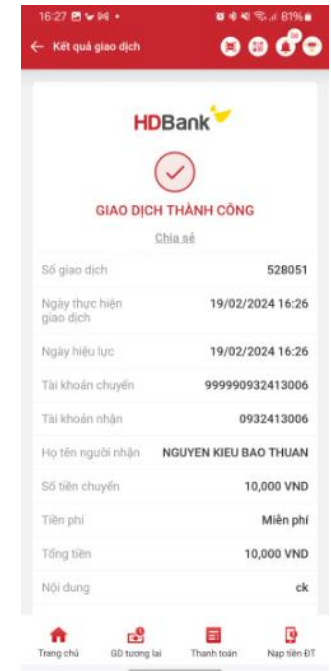 16:27
81%
Kết quả giao dịch
HDBank
GIAO DỊCH THÀNH CÔNG
Chia sẻ
Số giao dịch 528051
Ngày thực hiện giao dịch 19/02/2024 16:26
Ngày hiệu lực 19/02/2024 16:26
Tài khoản chuyển 999990932413006
Tài khoản nhận 0932413006
Họ tên người nhận NGUYEN KIEU BAO THUAN
Số tiền chuyển 10,000 VND
Tiền phí Miễn phí
Tổng tiền 10,000 VND
Nội dung ck
Trang chủ GD tương lai Thanh toán Nạp tiền ĐT